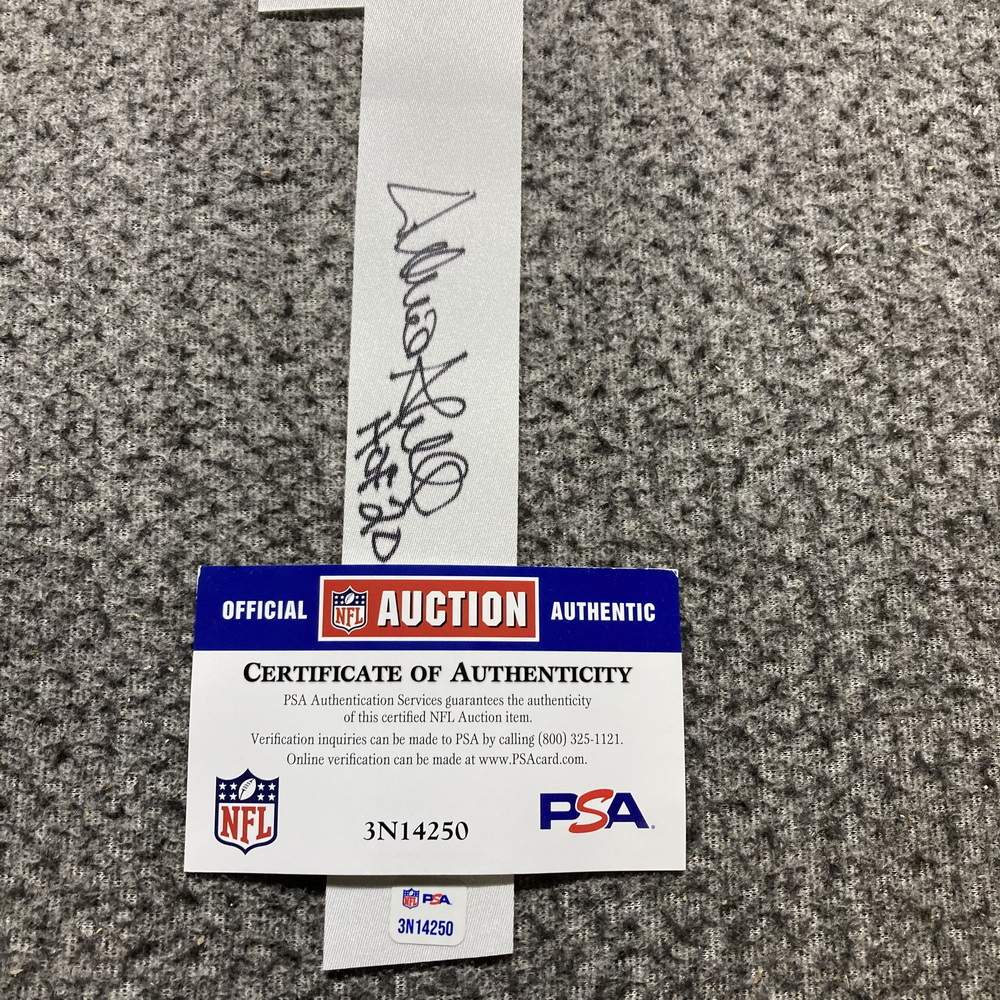 HOF '20
OFFICIAL NFL AUCTION AUTHENTIC
CERTIFICATE OF AUTHENTICITY
PSA Authentication Services guarantees the authenticity
of this certified NFL Auction item.
Verification inquiries can be made to PSA by calling (800) 325-1121.
Online verification can be made at www.PSAcard.com.
NFL 3N14250 PSA.
NFL PSA
3N14250